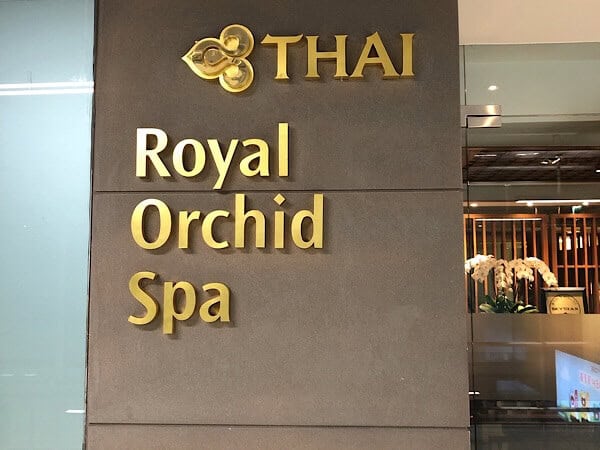 THAI
Royal
Orchid
Spa